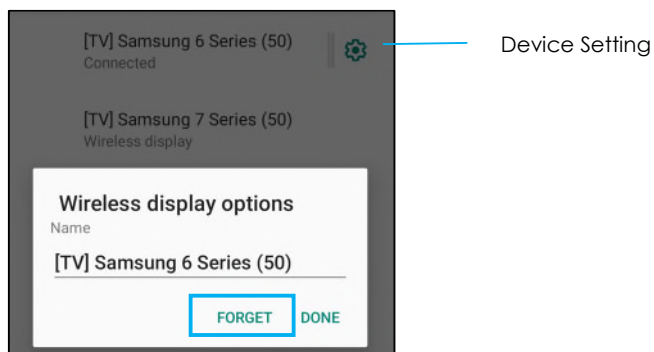 [TV] Samsung 6 Series (50)
Connected
Device Setting
[TV] Samsung 7 Series (50)
Wireless display
Wireless display options
Name
[TV] Samsung 6 Series (50)
FORGET DONE